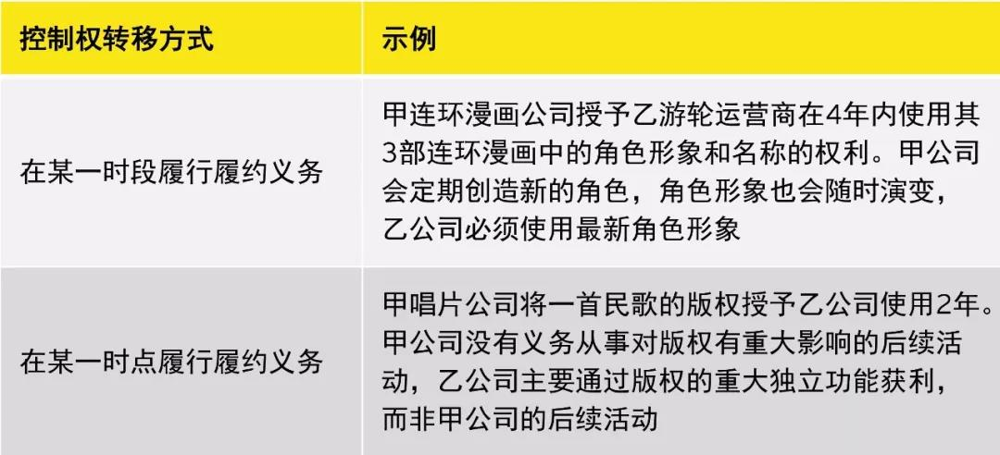 控制权转移方式
示例
在某一时段履行履约义务
甲连环漫画公司授予乙游轮运营商在4年内使用其
3部连环漫画中的角色形象和名称的权利。甲公司
会定期创造新的角色，角色形象也会随时演变，
乙公司必须使用最新角色形象
在某一时点履行履约义务
甲唱片公司将一首民歌的版权授予乙公司使用2年。
甲公司没有义务从事对版权有重大影响的后续活
动，乙公司主要通过版权的重大独立功能获利，
而非甲公司的后续活动